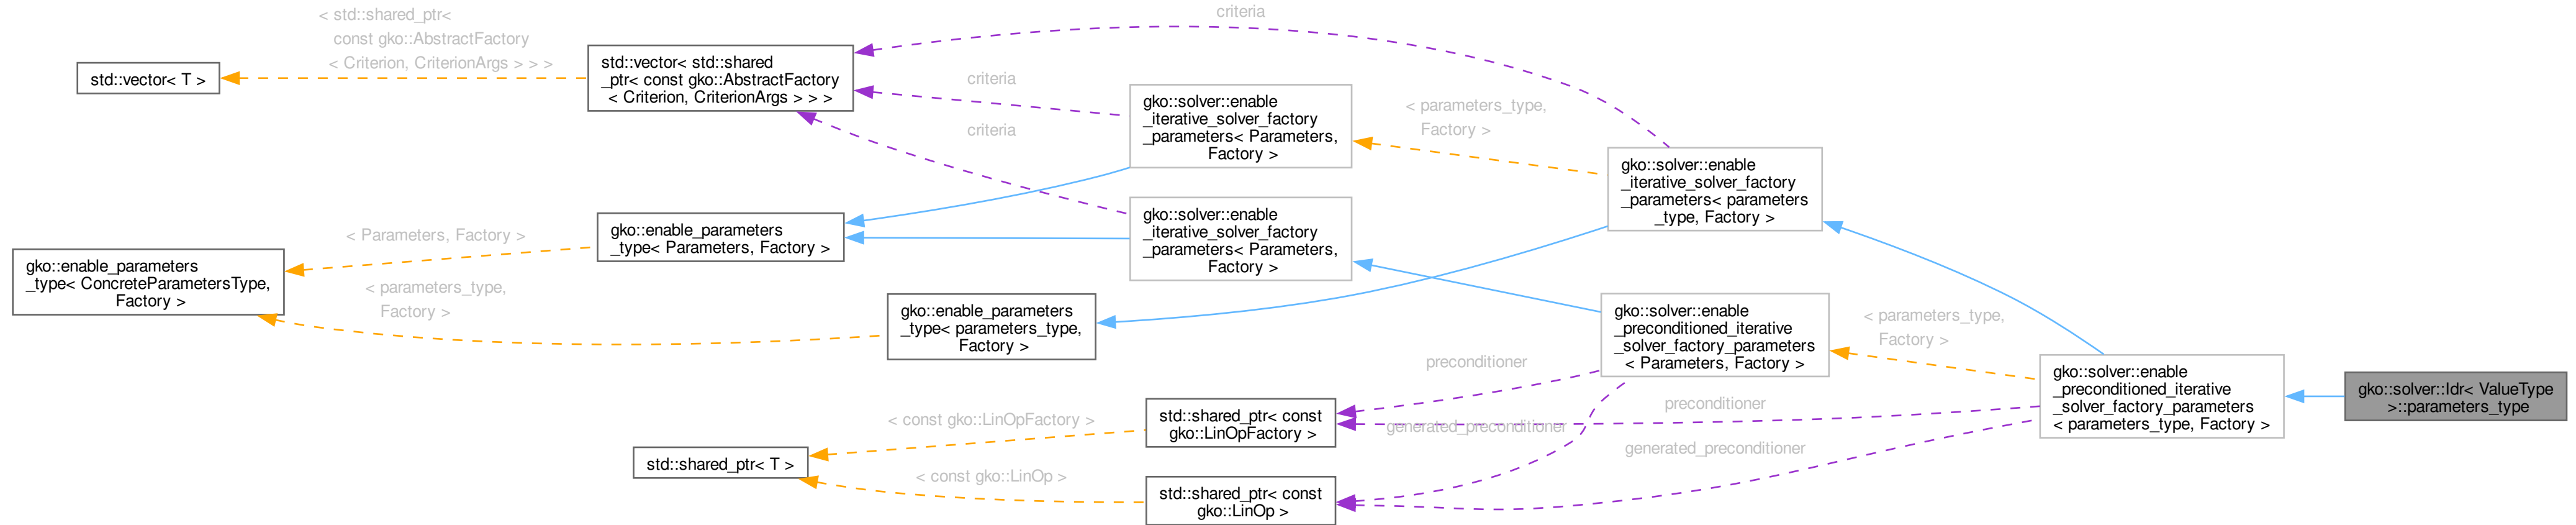 std::vector< T >
< std::shared_ptr<
const gko::AbstractFactory
< Criterion, CriterionArgs > > >
std::vector< std::shared
_ptr< const gko::AbstractFactory
< Criterion, CriterionArgs > > >
criteria
criteria
criteria
gko::solver::enable
_iterative_solver_factory
_parameters< Parameters,
Factory >
< parameters_type,
Factory >
gko::solver::enable
_iterative_solver_factory
_parameters< parameters
_type, Factory >
gko::enable_parameters
_type< ConcreteParametersType,
Factory >
< Parameters, Factory >
< parameters_type,
Factory >
gko::enable_parameters
_type< Parameters, Factory >
gko::solver::enable
_iterative_solver_factory
_parameters< Parameters,
Factory >
gko::enable_parameters
_type< parameters_type,
Factory >
gko::solver::enable
_preconditioned_iterative
_solver_factory_parameters
< Parameters, Factory >
< parameters_type,
Factory >
gko::solver::enable
_preconditioned_iterative
_solver_factory_parameters
< parameters_type, Factory >
gko::solver::Idr< ValueType
>::parameters_type
preconditioner
preconditioner
generated_preconditioner
generated_preconditioner
std::shared_ptr< T >
< const gko::LinOpFactory >
< const gko::LinOp >
std::shared_ptr< const
gko::LinOpFactory >
std::shared_ptr< const
gko::LinOp >